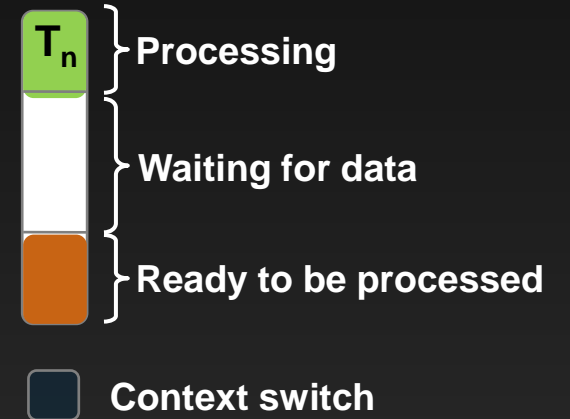 Tn
Processing
Waiting for data
Ready to be processed
Context switch